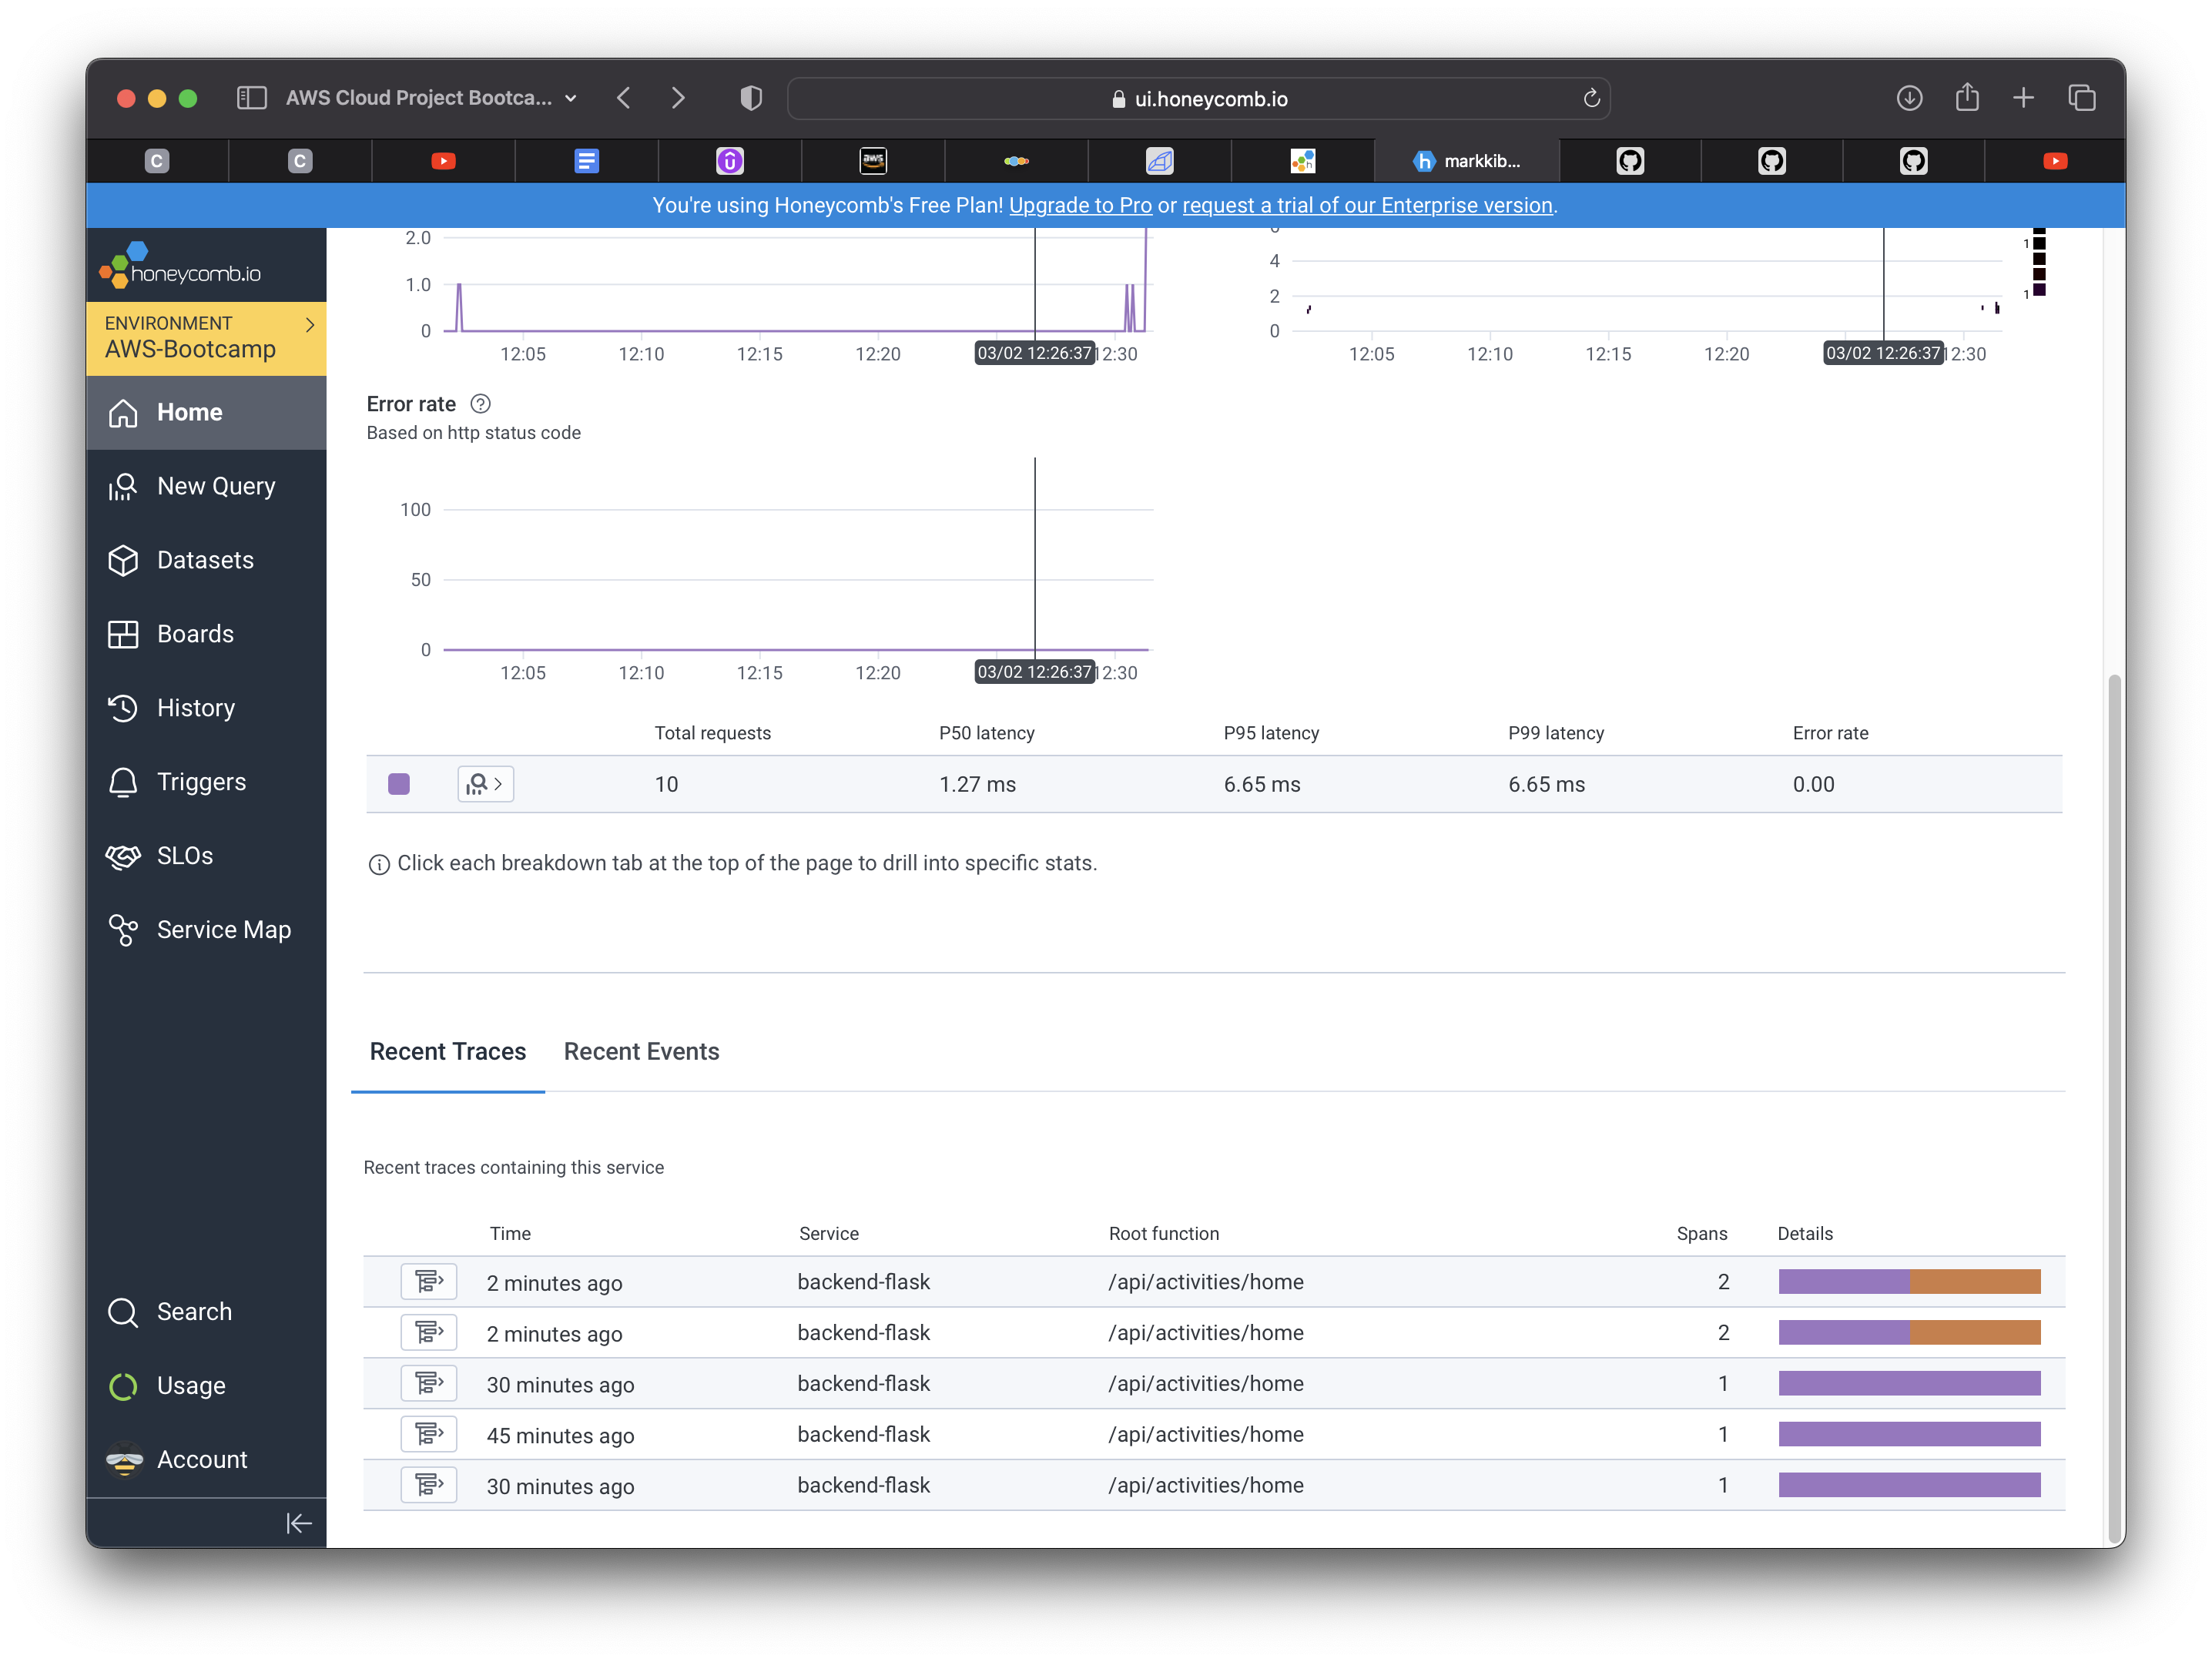 AWS Cloud Project Bootca...
ui.honeycomb.io
C
C
aws
markkib...
You're using Honeycomb's Free Plan! Upgrade to Pro or request a trial of our Enterprise version.
honeycomb.io
ENVIRONMENT
AWS-Bootcamp
Home
New Query
Datasets
Boards
History
Triggers
SLOs
Service Map
Search
Usage
Account
2.0
1.0
0
12:05 12:10 12:15 12:20 03/02 12:26:37 12:30
4
2
0
1
1
12:05 12:10 12:15 12:20 03/02 12:26:37 12:30
Error rate
Based on http status code
100
50
0
12:05 12:10 12:15 12:20 03/02 12:26:37 12:30
Total requests P50 latency P95 latency P99 latency Error rate
10 1.27 ms 6.65 ms 6.65 ms 0.00
Click each breakdown tab at the top of the page to drill into specific stats.
Recent Traces Recent Events
Recent traces containing this service
Time Service Root function Spans Details
2 minutes ago backend-flask /api/activities/home 2
2 minutes ago backend-flask /api/activities/home 2
30 minutes ago backend-flask /api/activities/home 1
45 minutes ago backend-flask /api/activities/home 1
30 minutes ago backend-flask /api/activities/home 1